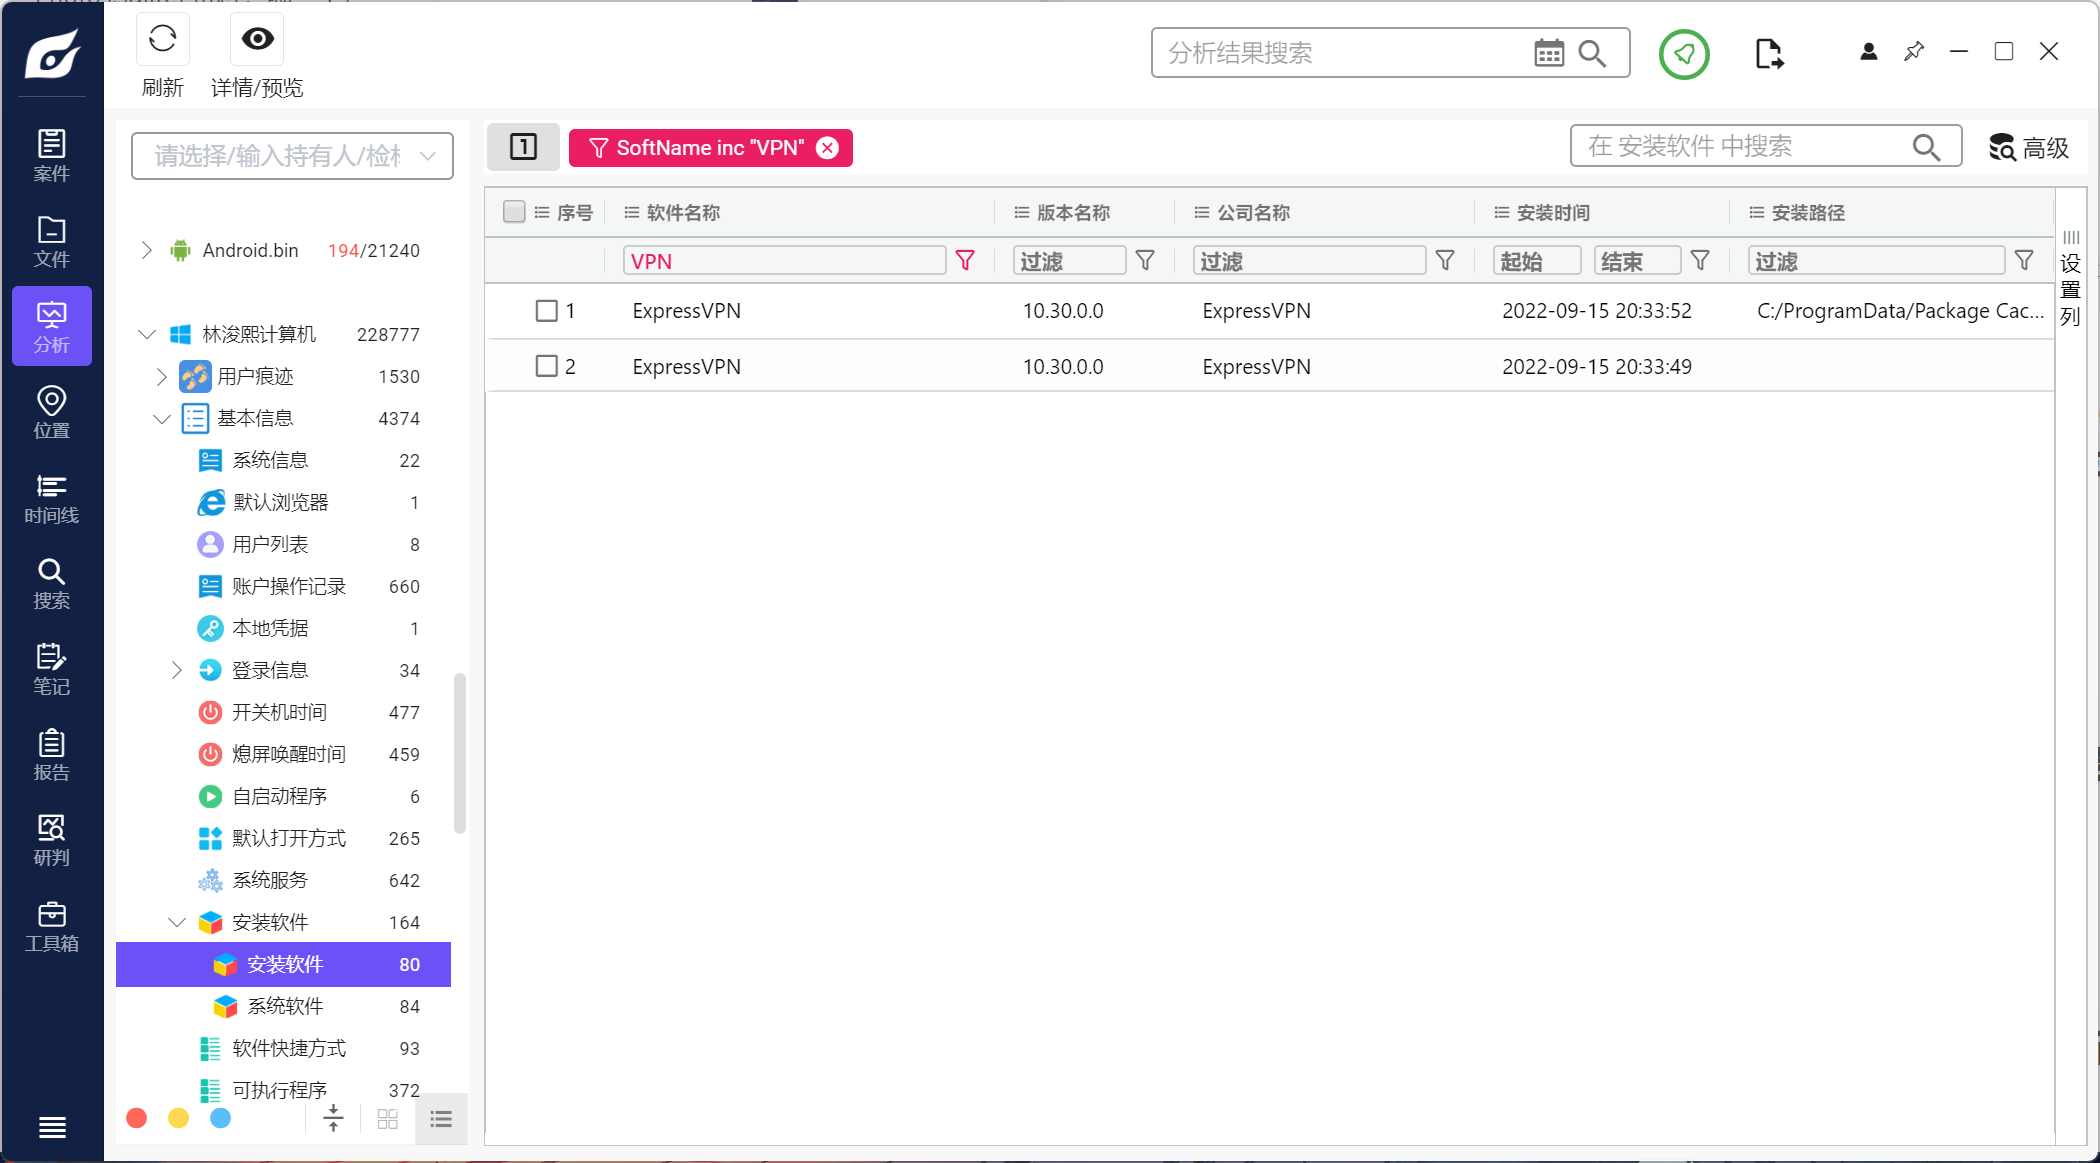 刷新
详情/预览
分析结果搜索
案件
文件
分析
位置
时间线
搜索
笔记
报告
研判
工具箱
请选择/输入持有人/检
Android.bin 194/21240
林浚熙计算机 228777
用户痕迹 1530
基本信息 4374
系统信息 22
默认浏览器 1
用户列表 8
账户操作记录 660
本地凭据 1
登录信息 34
开关机时间 477
熄屏唤醒时间 459
自启动程序 6
默认打开方式 265
系统服务 642
安装软件 164
安装软件 80
系统软件 84
软件快捷方式 93
可执行程序 372
1 SoftName inc "VPN"
在 安装软件 中搜索
高级
序号 软件名称 版本名称 公司名称 安装时间 安装路径
VPN 过滤 过滤 起始 结束 过滤
1 ExpressVPN 10.30.0.0 ExpressVPN 2022-09-15 20:33:52 C:/ProgramData/Package Cac...
2 ExpressVPN 10.30.0.0 ExpressVPN 2022-09-15 20:33:49
设置列